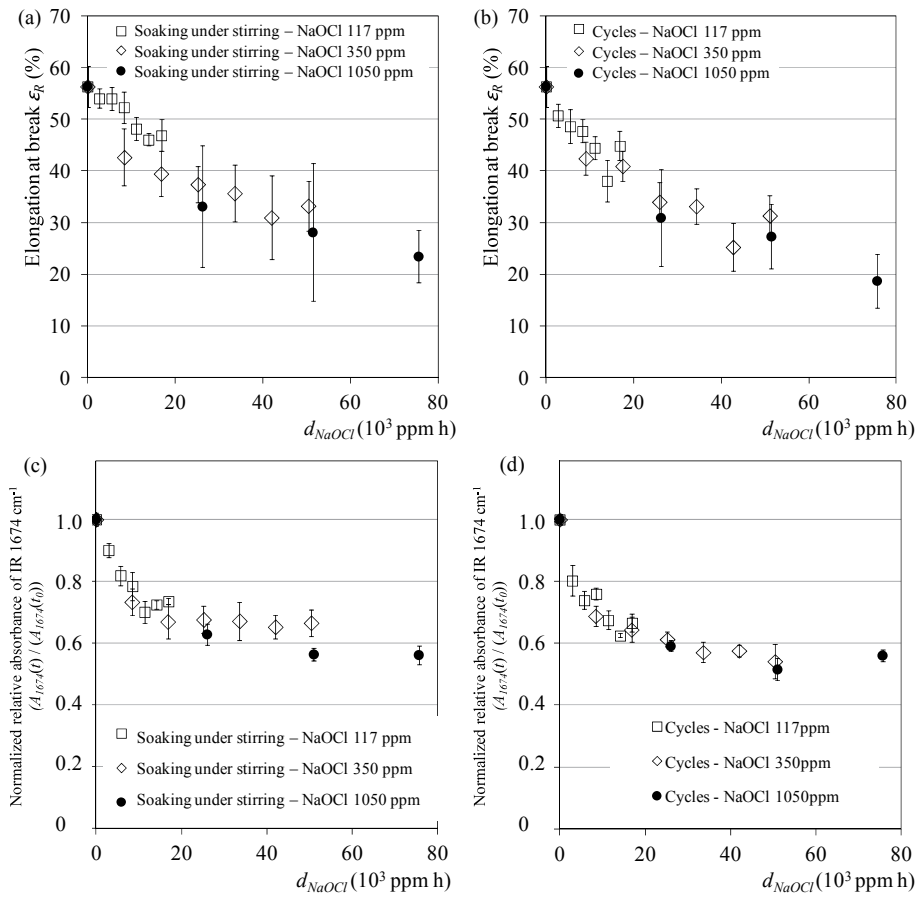 (a)
Soaking under stirring – NaOCl 117 ppm
Soaking under stirring – NaOCl 350 ppm
Soaking under stirring – NaOCl 1050 ppm
Elongation at break ε_R (%)
70
60
50
40
30
20
10
0
0 20 40 60 80
d_NaOCl (10³ ppm h)
(b)
Cycles – NaOCl 117 ppm
Cycles – NaOCl 350 ppm
Cycles – NaOCl 1050 ppm
Elongation at break ε_R (%)
70
60
50
40
30
20
10
0
0 20 40 60 80
d_NaOCl (10³ ppm h)
(c)
Normalized relative absorbance of IR 1674 cm⁻¹
(A₁₆₇₄(t) / (A₁₆₇₄(t₀))
1.0
0.8
0.6
0.4
0.2
0
Soaking under stirring – NaOCl 117 ppm
Soaking under stirring – NaOCl 350 ppm
Soaking under stirring – NaOCl 1050 ppm
0 20 40 60 80
d_NaOCl (10³ ppm h)
(d)
Normalized relative absorbance of IR 1674 cm⁻¹
(A₁₆₇₄(t) / (A₁₆₇₄(t₀))
1.0
0.8
0.6
0.4
0.2
0
Cycles - NaOCl 117ppm
Cycles - NaOCl 350ppm
Cycles - NaOCl 1050ppm
0 20 40 60 80
d_NaOCl (10³ ppm h)